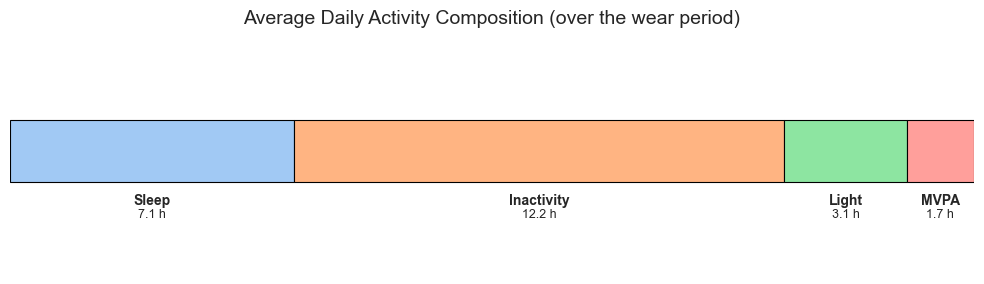 Average Daily Activity Composition (over the wear period)
Sleep
7.1 h
Inactivity
12.2 h
Light
3.1 h
MVPA
1.7 h